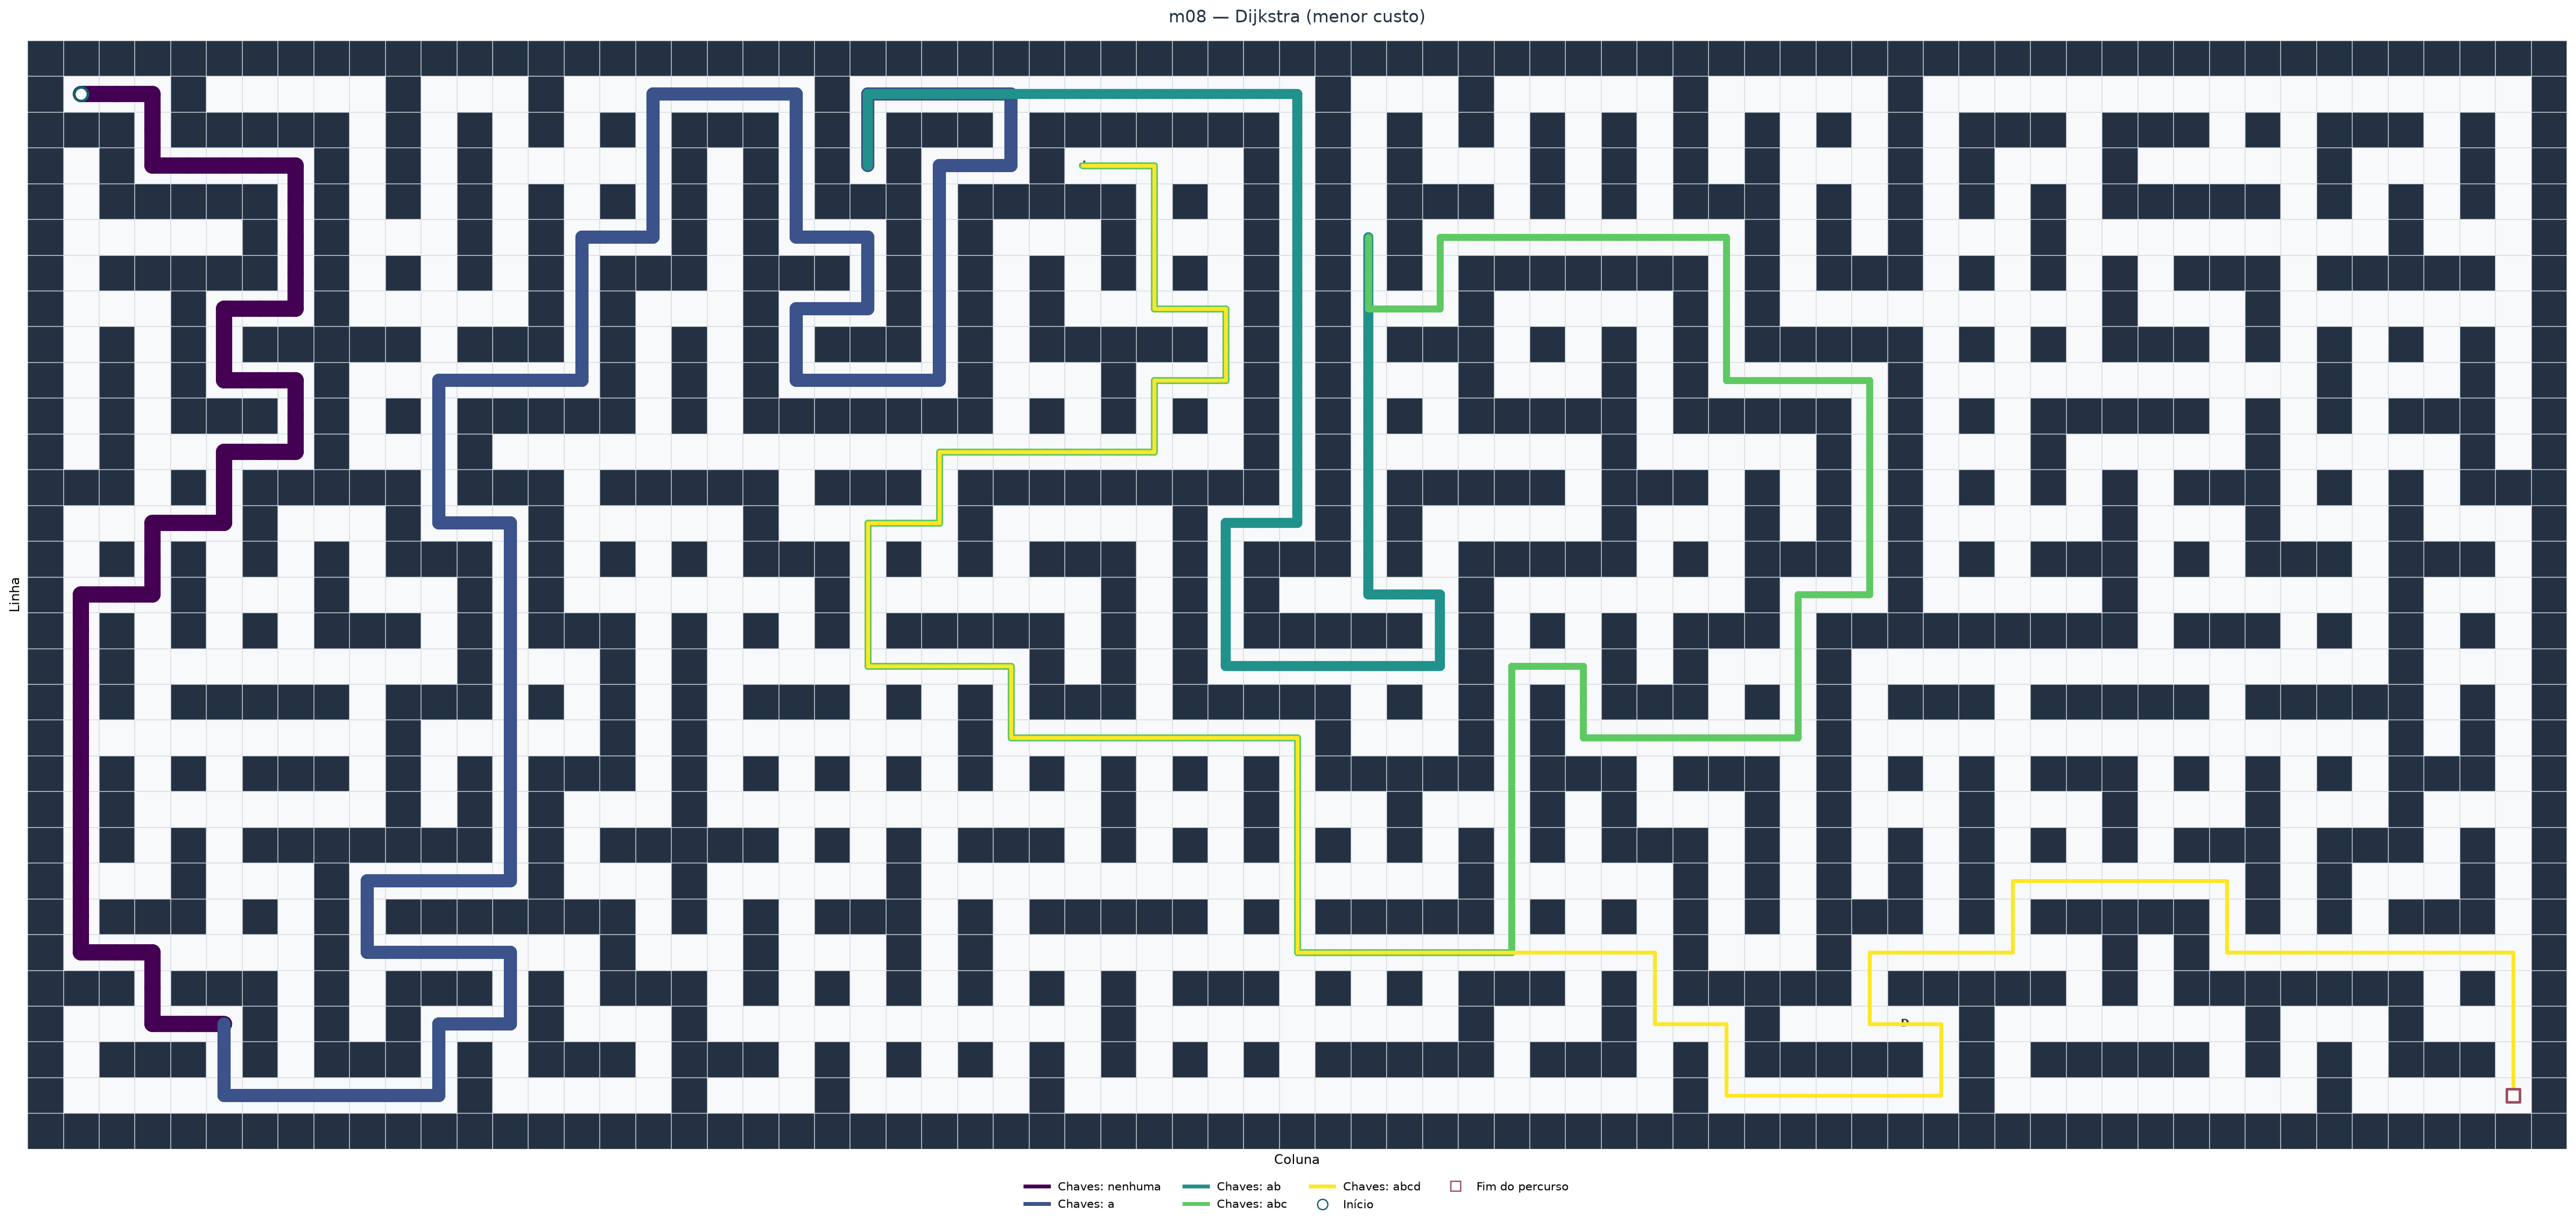 m08 — Dijkstra (menor custo)
Linha
Coluna
Chaves: nenhuma
Chaves: a
Chaves: ab
Chaves: abc
Chaves: abcd
Início
Fim do percurso